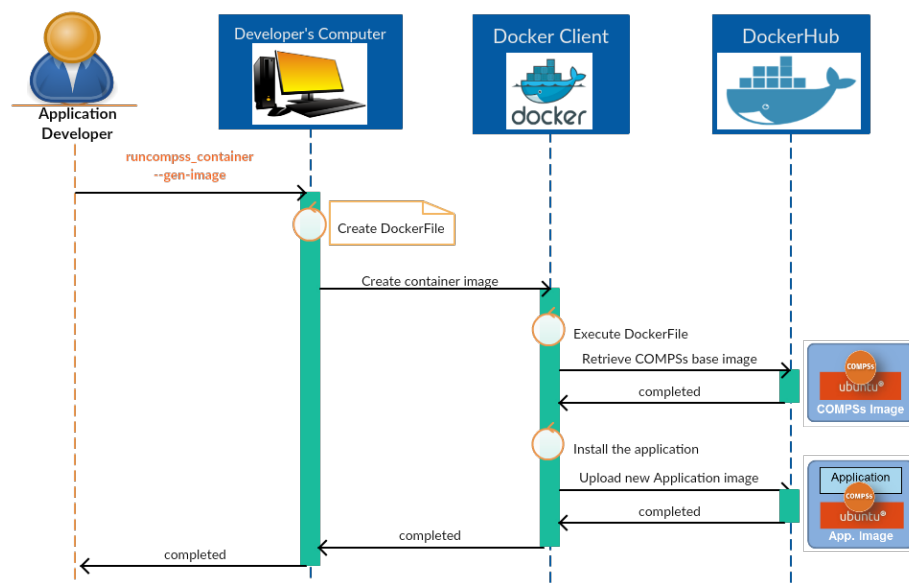 Developer's Computer
Docker Client
DockerHub
docker
Application
Developer
runcompss_container
--gen-image
Create DockerFile
Create container image
Execute DockerFile
Retrieve COMPSs base image
completed
COMPSs
ubuntu®
COMPSs Image
Install the application
Upload new Application image
completed
Application
COMPSs
ubuntu®
App. Image
completed
completed